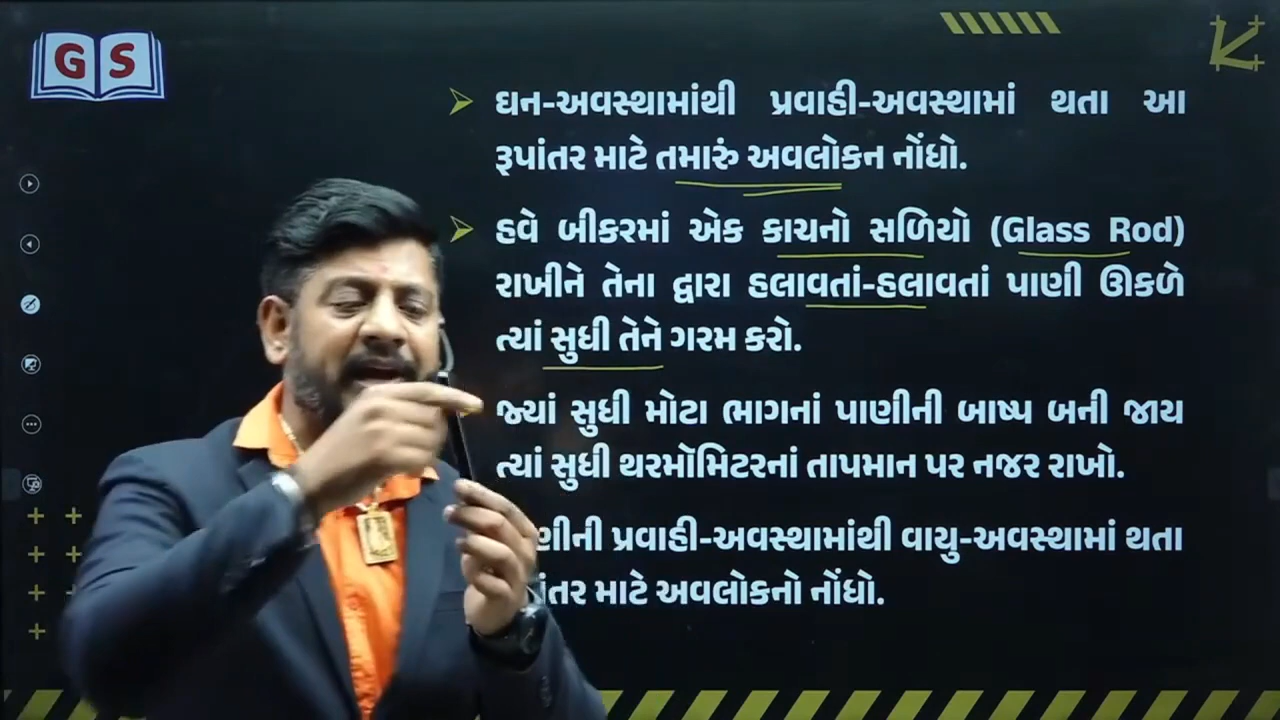 GS
ઘન-અવસ્થામાંથી પ્રવાહી-અવસ્થામાં થતા આ
રૂપાંતર માટે તમારું અવલોકન નોંધો.
હવે બીકરમાં એક કાચનો સળિયો (Glass Rod)
રાખીને તેના દ્વારા હલાવતાં-હલાવતાં પાણી ઊકળે
ત્યાં સુધી તેને ગરમ કરો.
જ્યાં સુધી મોટા ભાગનાં પાણીની બાષ્પ બની જાય
ત્યાં સુધી થરમૉમિટરનાં તાપમાન પર નજર રાખો.
પ્રવાહી-અવસ્થામાંથી વાયુ-અવસ્થામાં થતા
માટે અવલોકનો નોંધો.